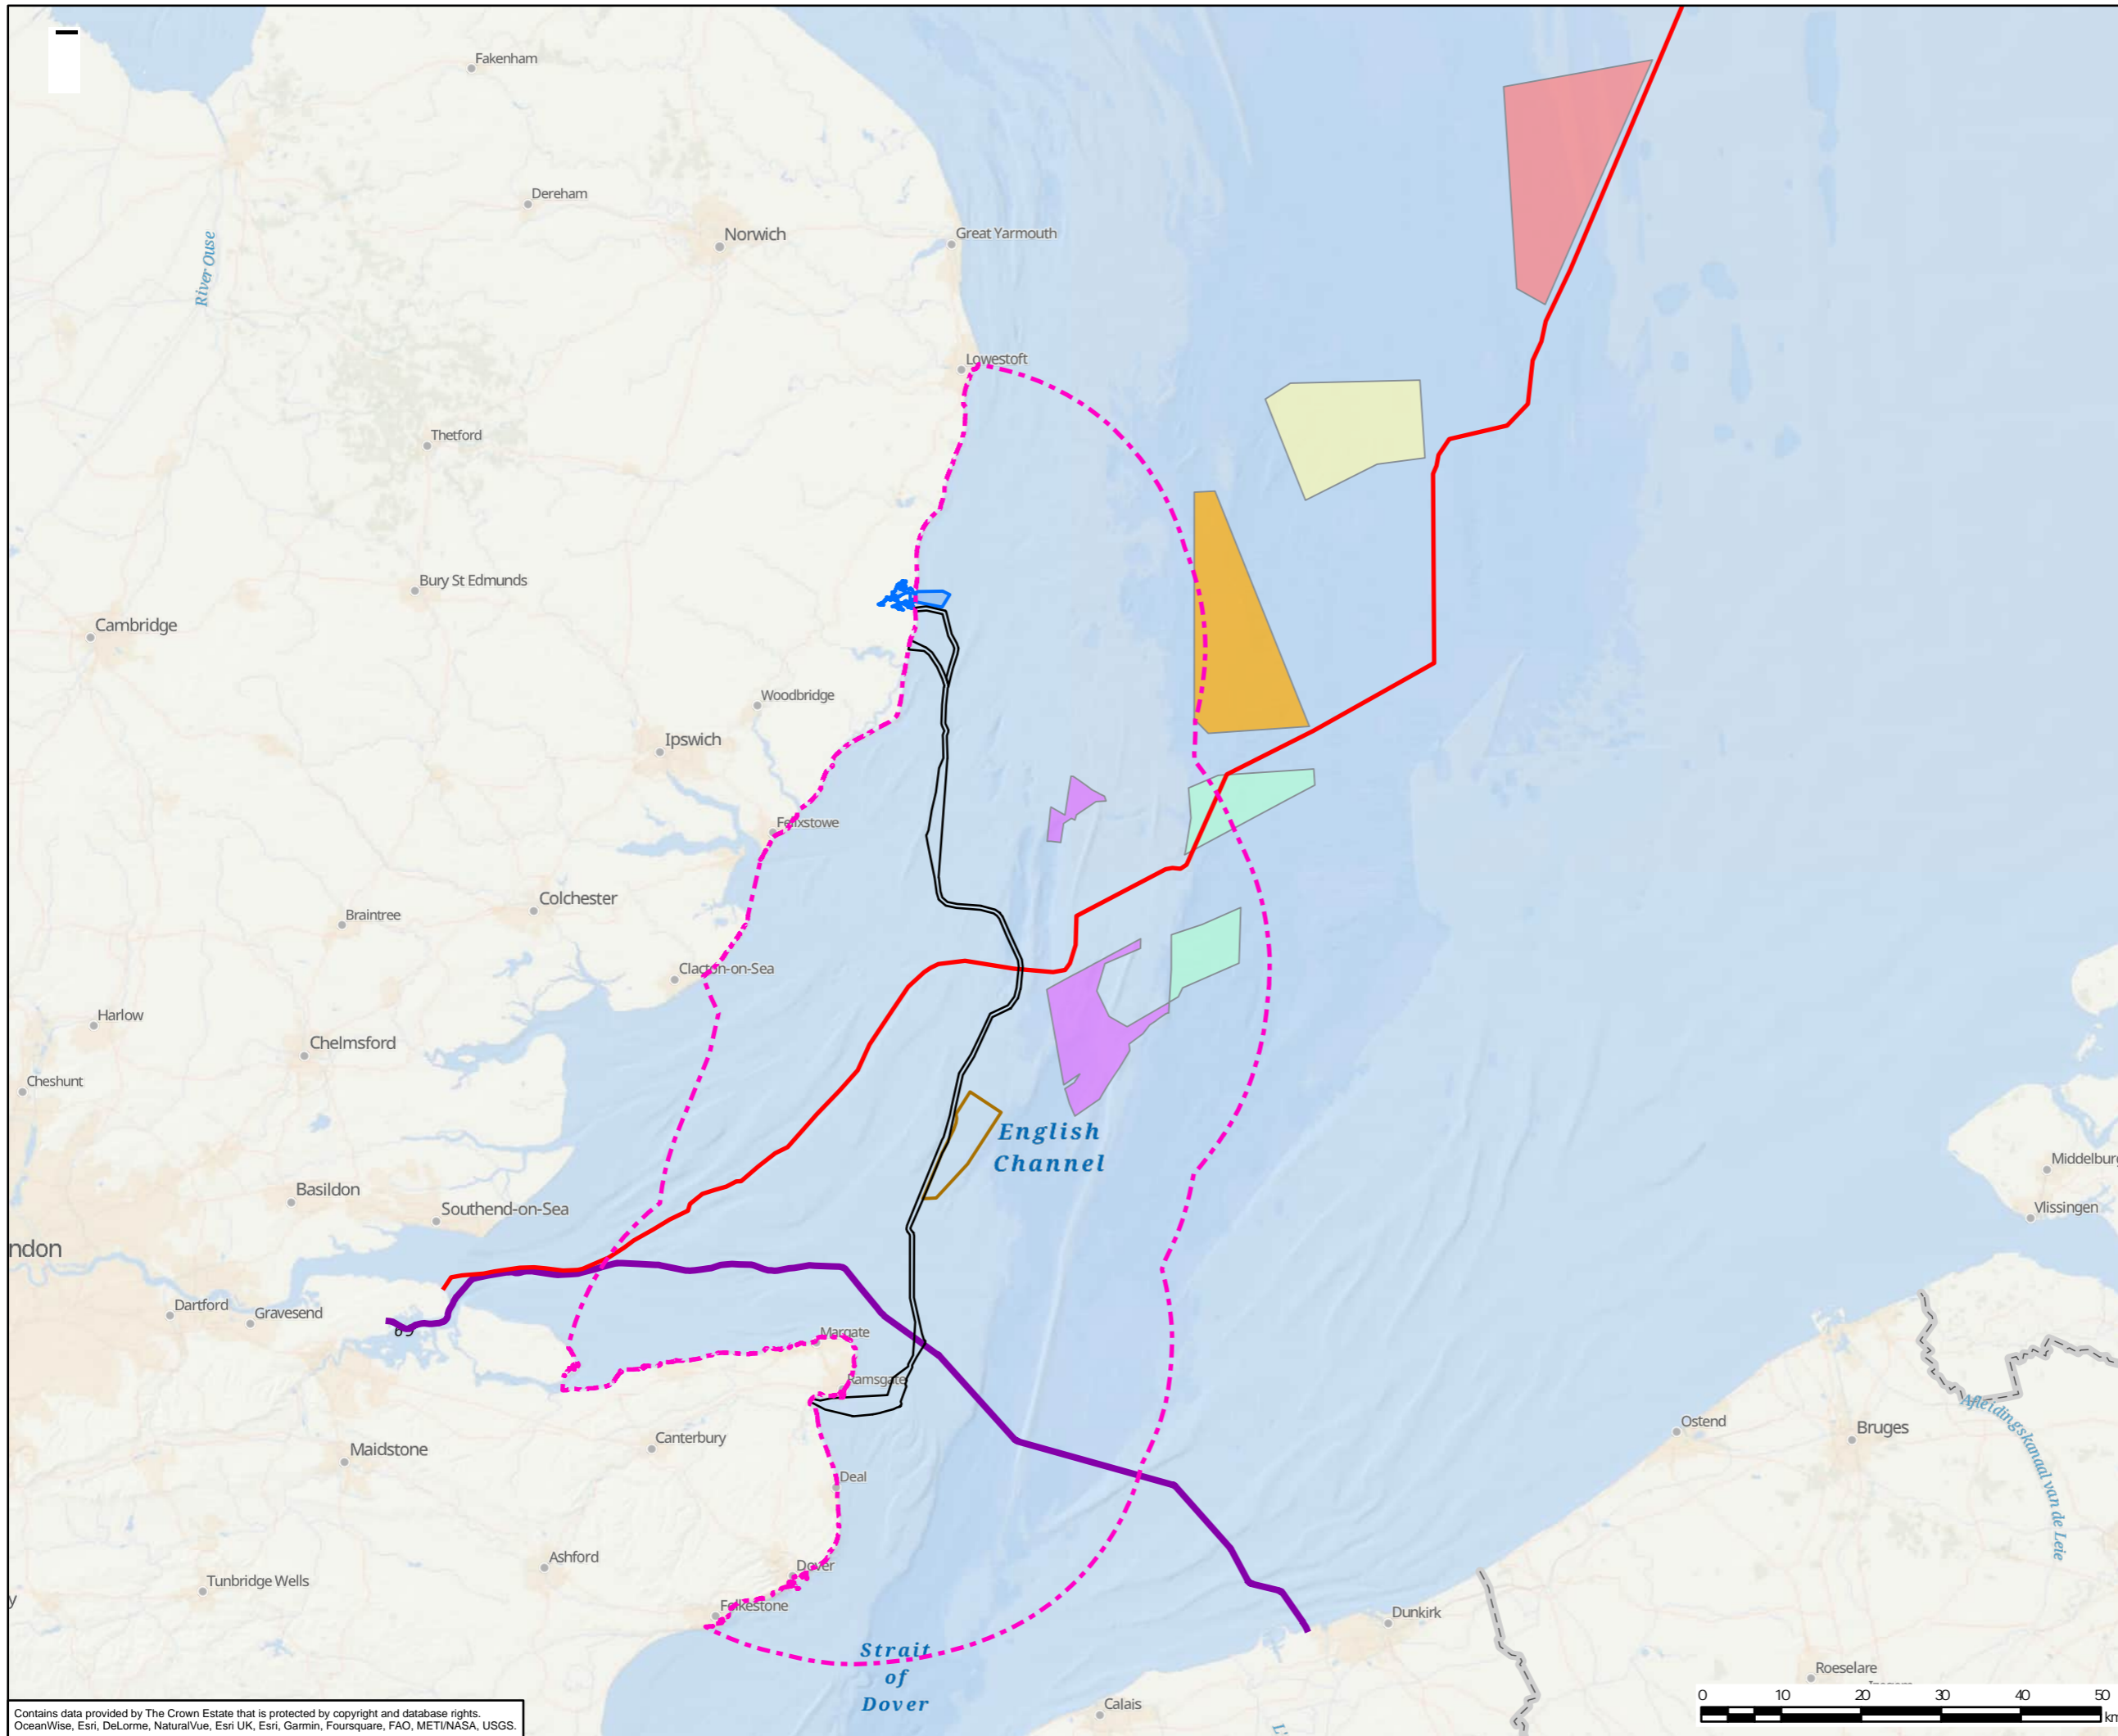 Fakenham
Dereham
Norwich
Great Yarmouth
River Ouse
Lowestoft
Thetford
Bury St Edmunds
Cambridge
Woodbridge
Ipswich
Felixstowe
Colchester
Braintree
Clacton-on-Sea
Harlow
Chelmsford
Cheshunt
English
Channel
Middelburg
Basildon
Southend-on-Sea
Vlissingen
ndon
Dartford
Gravesend
Margate
Ramsgate
Afleidingskanaal van de Leie
Ostend
Bruges
Canterbury
Maidstone
Deal
Ashford
Dover
Tunbridge Wells
y
Folkestone
Dunkirk
Strait
of
Dover
Roeselare
Calais
0 10 20 30 40 50
km
Contains data provided by The Crown Estate that is protected by copyright and database rights.
OceanWise, Esri, DeLorme, NaturalVue, Esri UK, Esri, Garmin, Foursquare, FAO, METI/NASA, USGS.